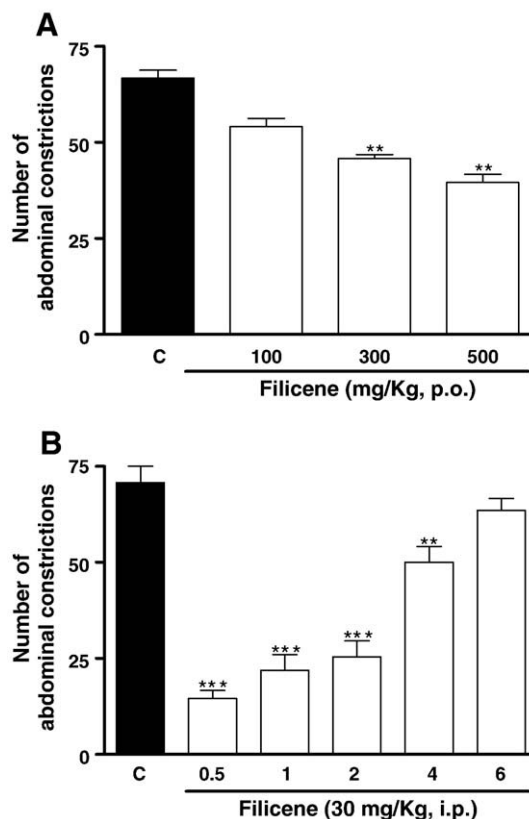 A
Number of
abdominal constrictions
75
50
25
0
**
**
C
100
300
500
Filicene (mg/Kg, p.o.)
B
Number of
abdominal constrictions
75
50
25
0
***
***
***
**
C
0.5
1
2
4
6
Filicene (30 mg/Kg, i.p.)